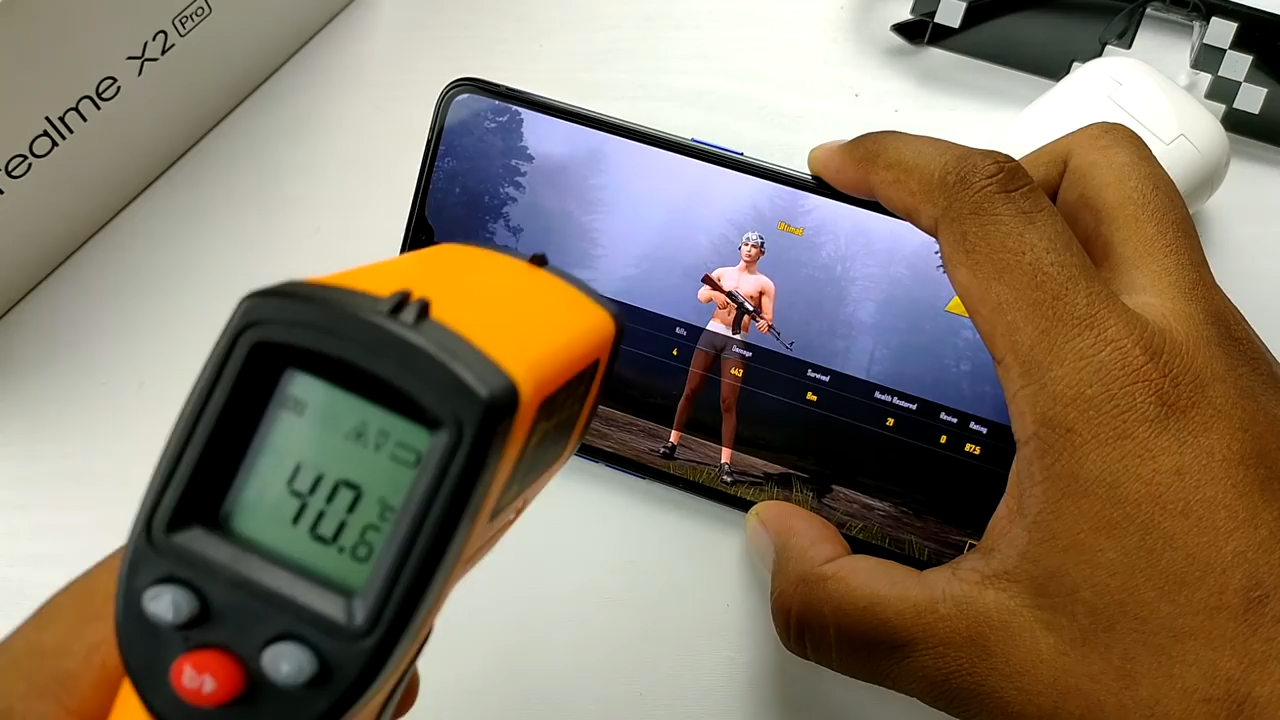 realme X2 Pro
UltimaE
Kills
Damage
Survived
Health Restored
Revive
Rating
4
443
8m
21
0
87.5
40.6
°C